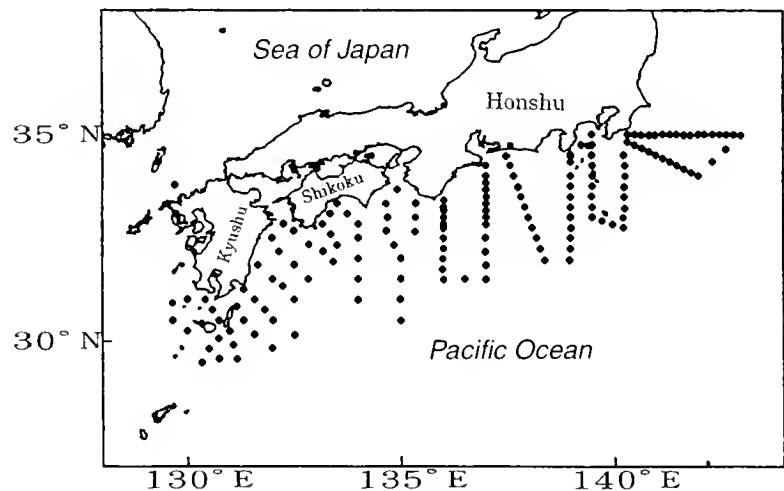 Sea of Japan
Honshu
35° N
Shikoku
Kyushu
30° N
Pacific Ocean
130° E 135° E 140° E